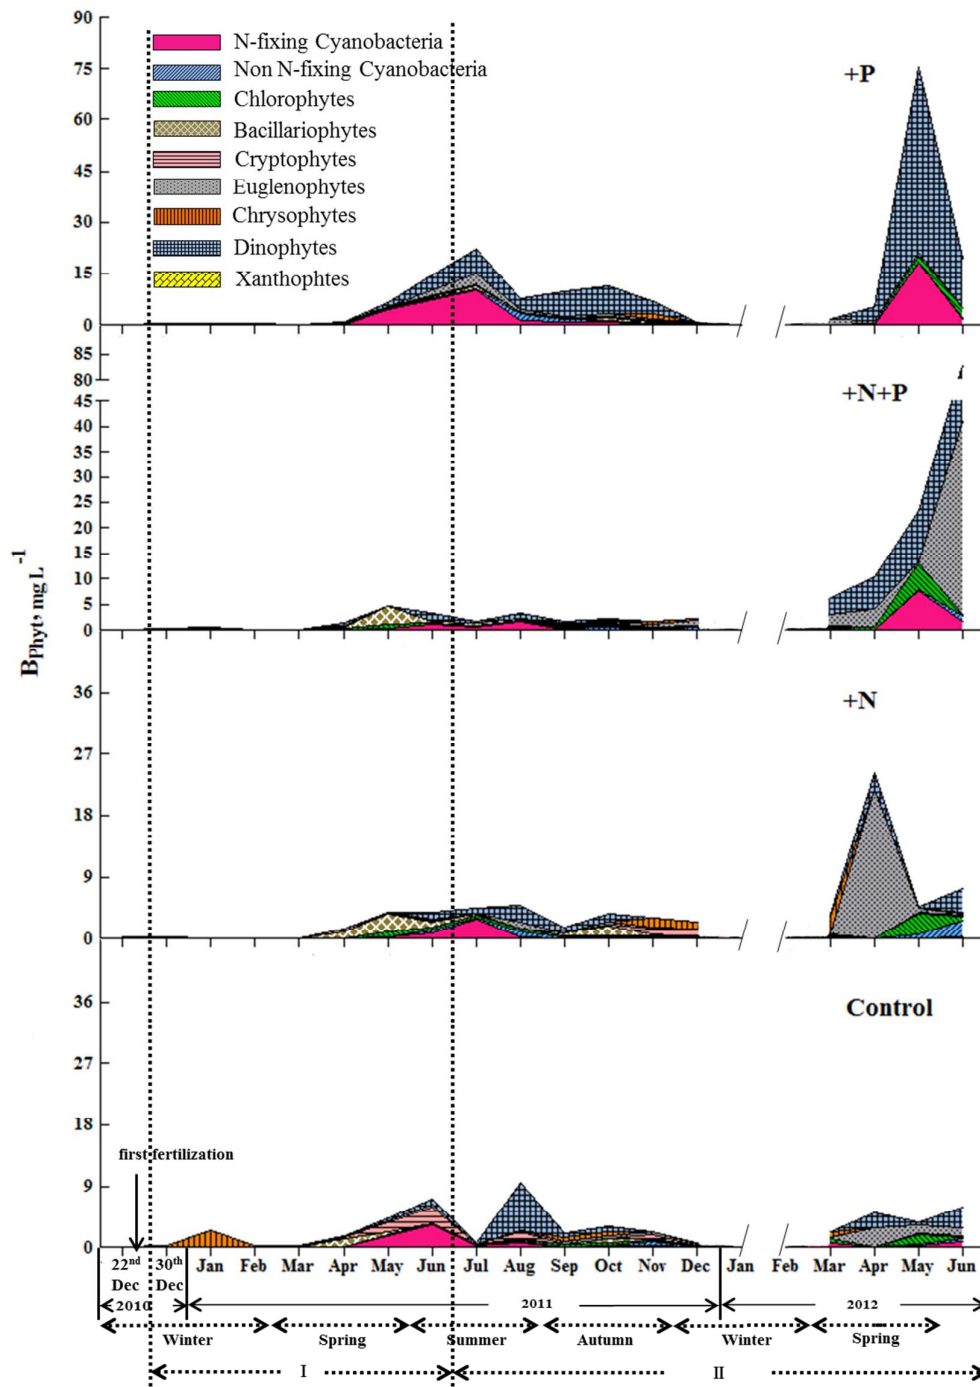 90
75
60
45
30
15
0
N-fixing Cyanobacteria
Non N-fixing Cyanobacteria
Chlorophytes
Bacillariophytes
Cryptophytes
Euglenophytes
Chrysophytes
Dinophytes
Xanthophtes
+P
85
80
45
40
35
30
25
20
15
10
5
0
+N+P
BPhyt, mg L-1
36
27
18
9
0
+N
36
27
18
9
0
Control
first fertilization
22nd Dec 30th Dec Jan Feb Mar Apr May Jun Jul Aug Sep Oct Nov Dec Jan Feb Mar Apr May Jun
2010 2011 2012
Winter Spring Summer Autumn Winter Spring
I II